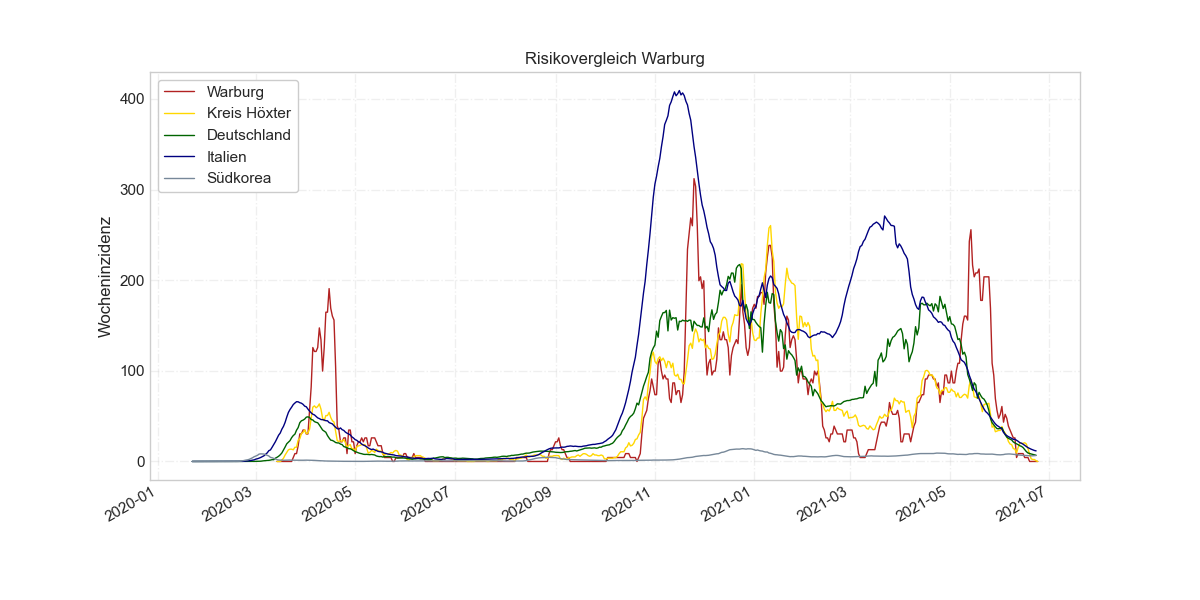 Risikovergleich Warburg
Warburg
Kreis Höxter
Deutschland
Italien
Südkorea
Wocheninzidenz
400
300
200
100
0
2020-01
2020-03
2020-05
2020-07
2020-09
2020-11
2021-01
2021-03
2021-05
2021-07